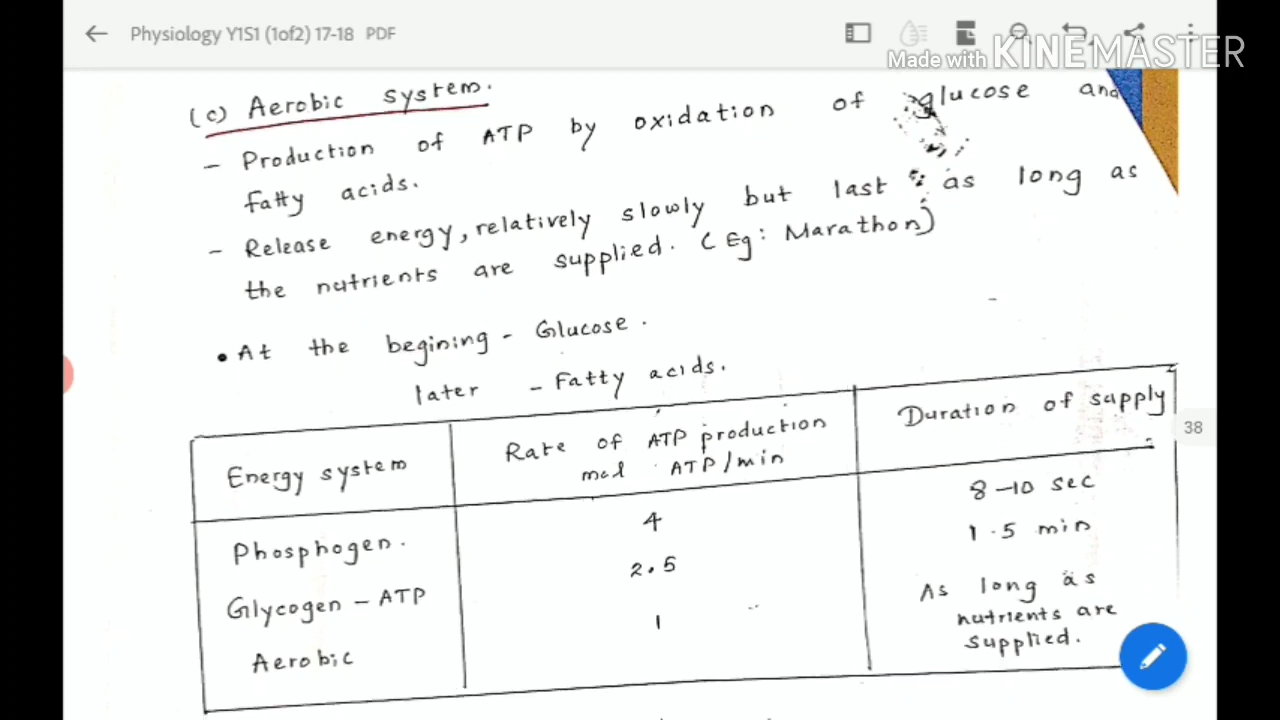 Physiology Y1S1 (1of2) 17-18 PDF
Made with KINEMASTER
(c) Aerobic system.
- Production of ATP by oxidation of glucose and
fatty acids.
- Release energy, relatively slowly but last as long as
the nutrients are supplied. (Eg: Marathon)
• At the begining - Glucose.
later - Fatty acids.
Energy system
Rate of ATP production
mol ATP/min
Duration of supply
38
Phosphogen. 4 8-10 sec
Glycogen - ATP 2.5 1.5 min
Aerobic 1 As long as
nutrients are
supplied.